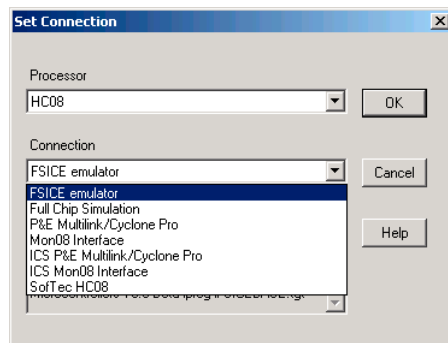 Set Connection
Processor
HC08
OK
Connection
FSICE emulator
Cancel
FSICE emulator
Full Chip Simulation
P&E Multilink/Cyclone Pro
Mon08 Interface
Help
ICS P&E Multilink/Cyclone Pro
ICS Mon08 Interface
SofTec HC08